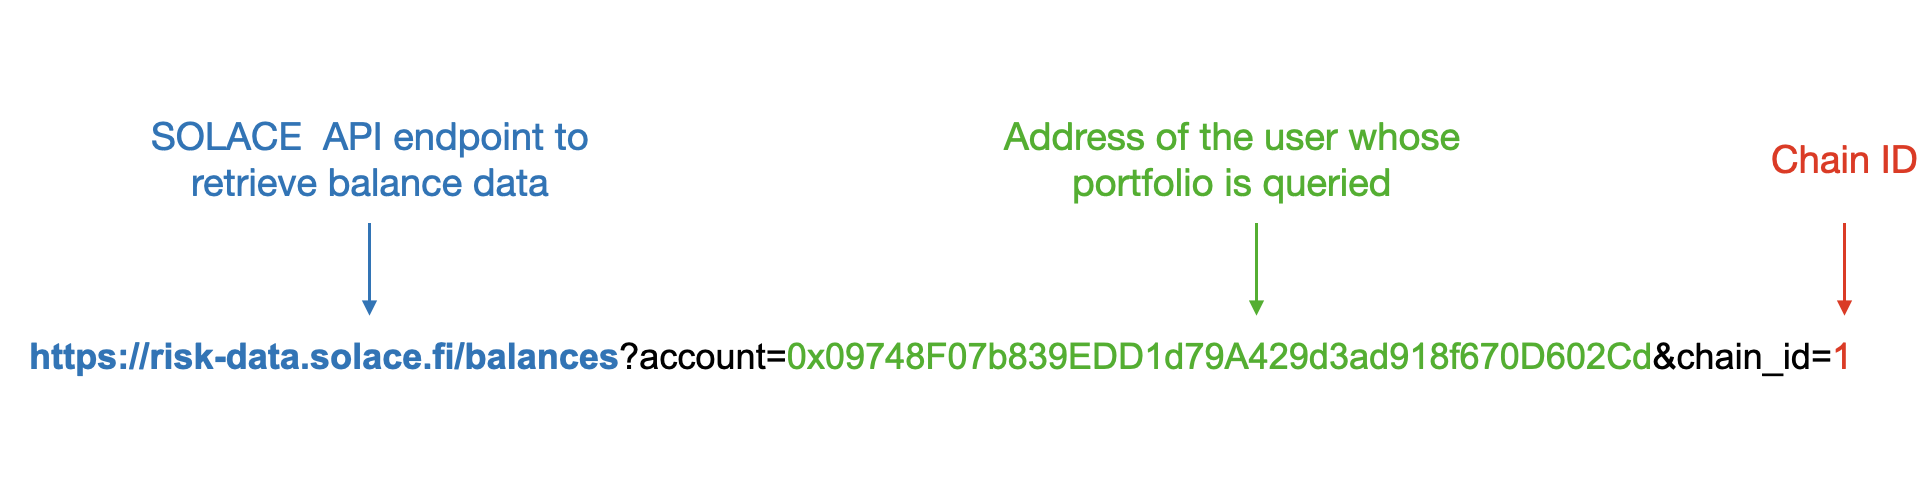 SOLACE  API endpoint to
retrieve balance data
Address of the user whose
portfolio is queried
Chain ID
https://risk-data.solace.fi/balances?account=0x09748F07b839EDD1d79A429d3ad918f670D602Cd&chain_id=1